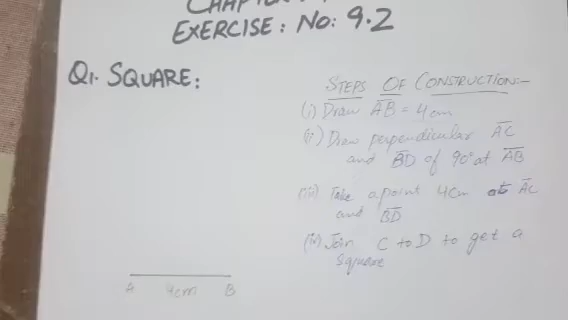 CHAPTER
EXERCISE: No: 9.2
Q1. SQUARE:
STEPS OF CONSTRUCTION:-
(i) Draw AB = 4cm
(ii) Draw perpendicular AC
and BD of 90° at AB
(iii) Take a point 4cm at AC
and BD
(iv) Join C to D to get a
square
A 4cm B